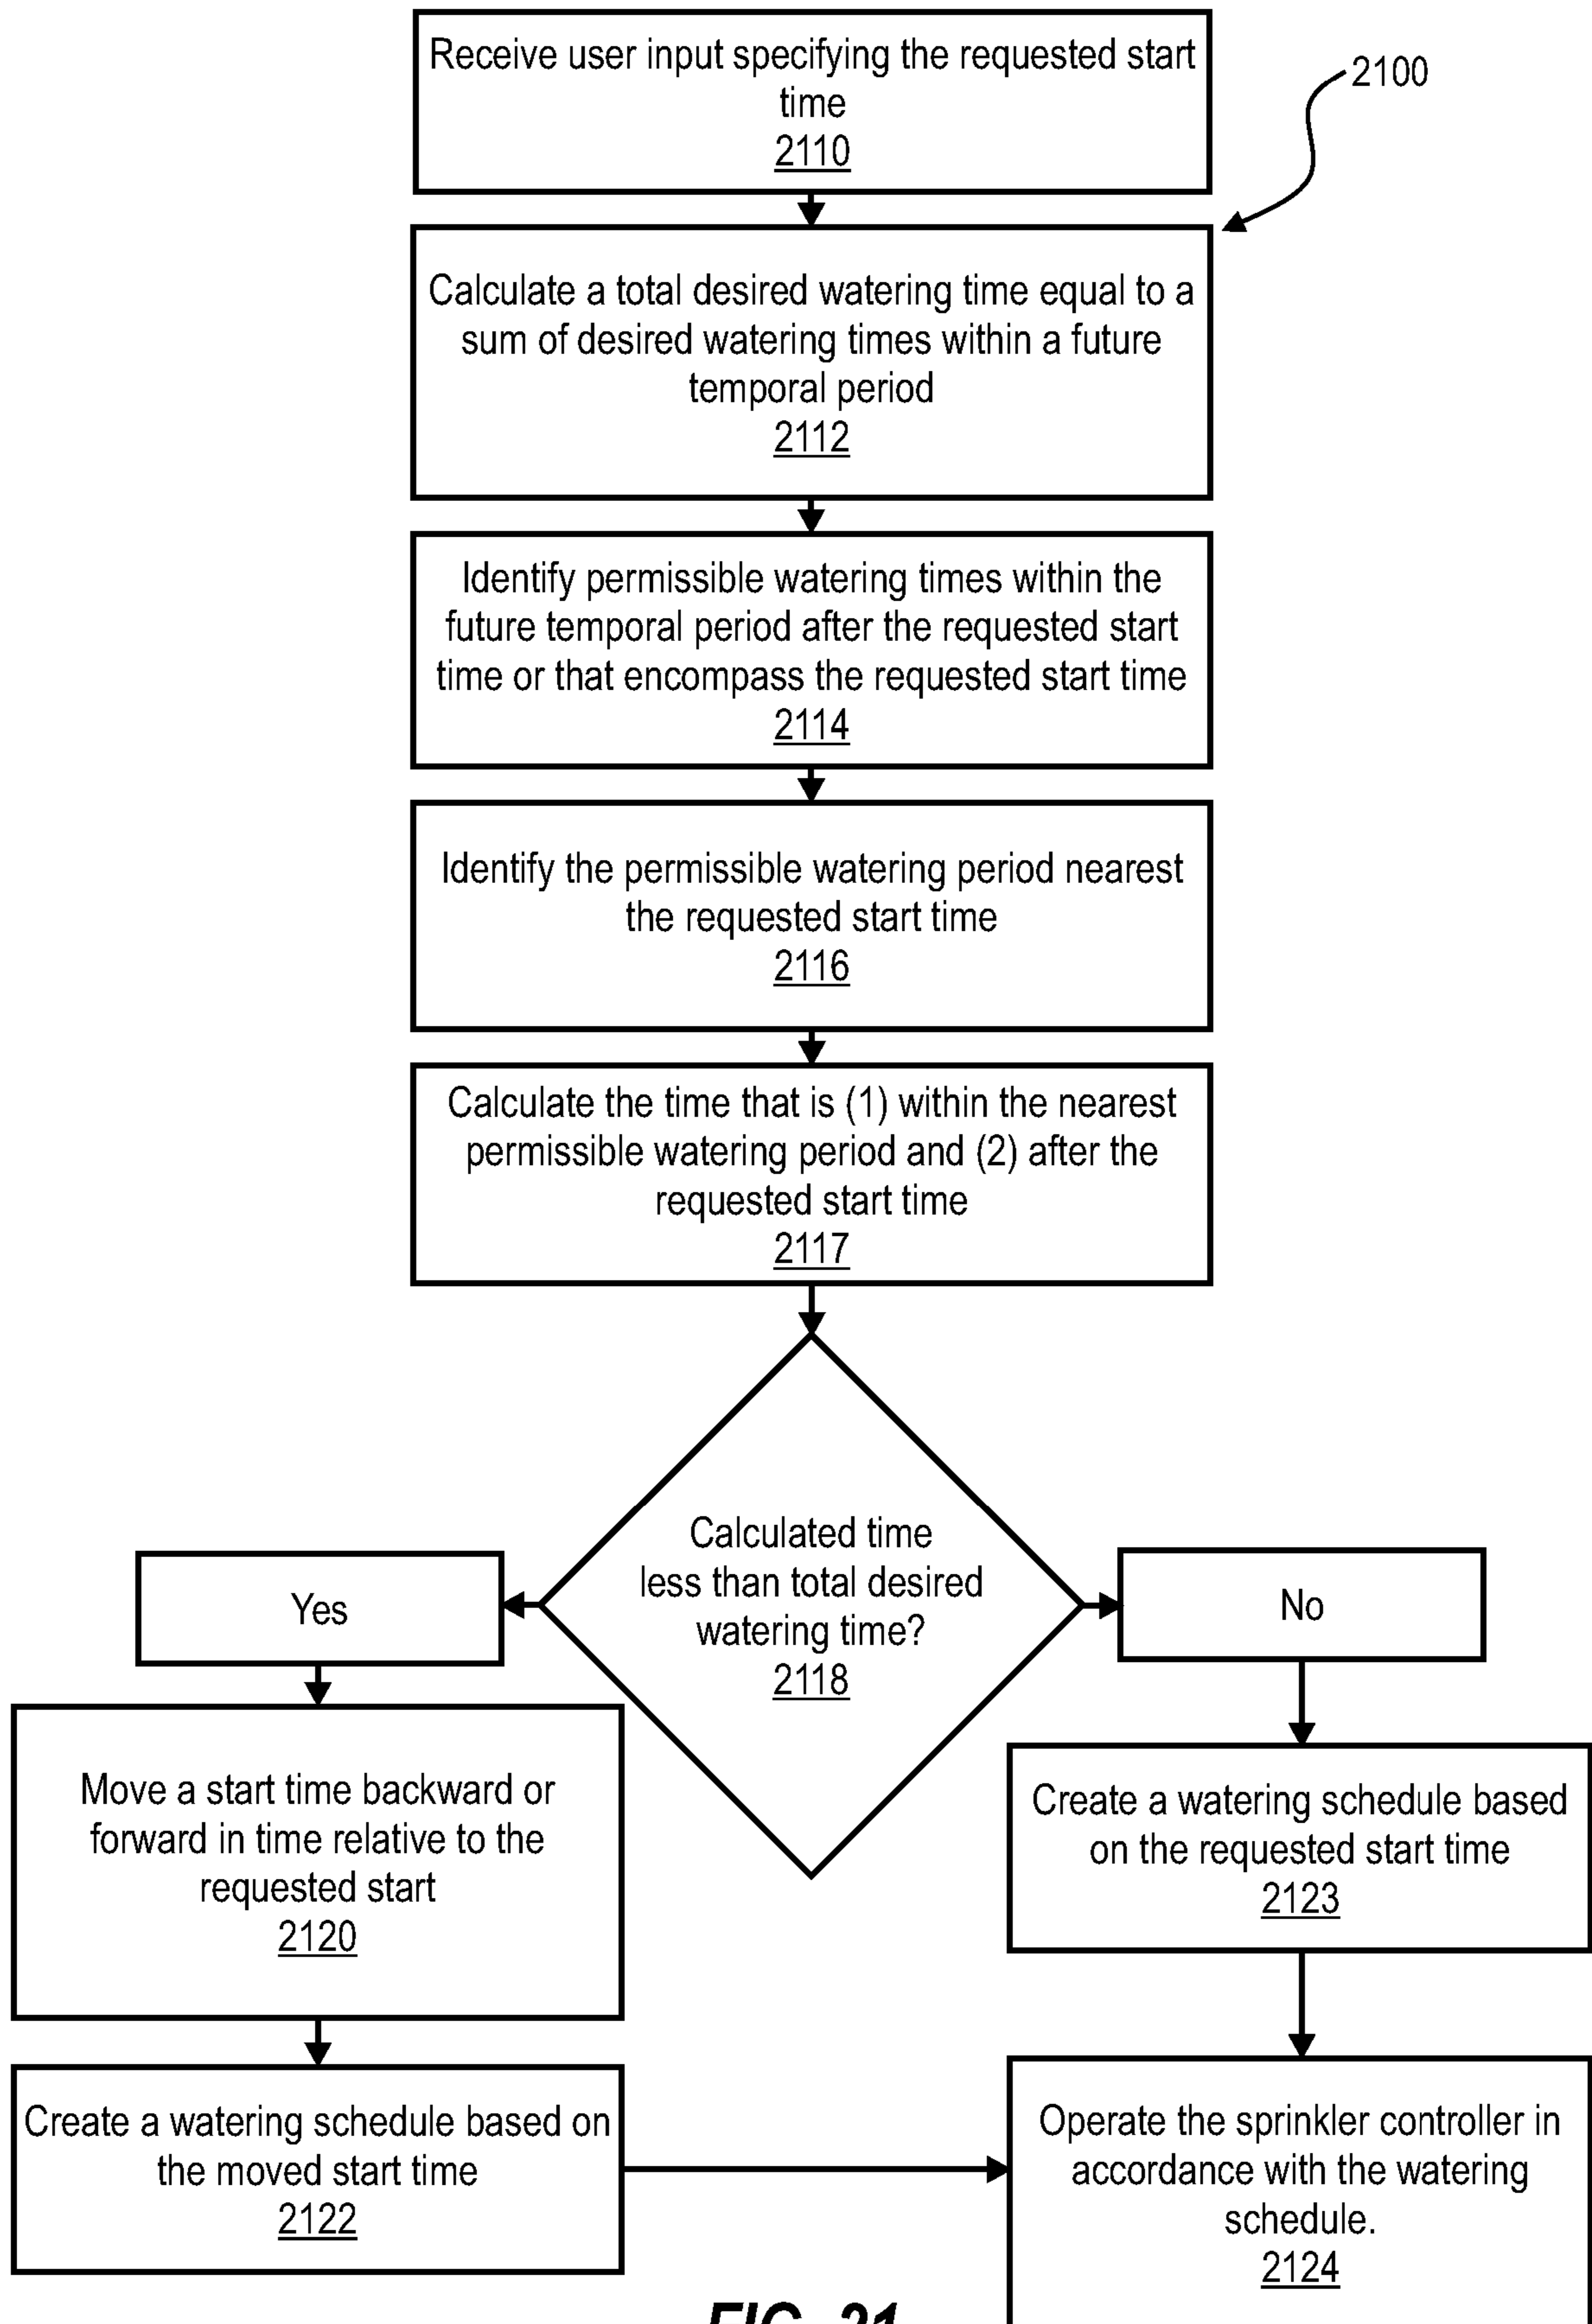 Receive user input specifying the requested start
time
2110
2100
Calculate a total desired watering time equal to a
sum of desired watering times within a future
temporal period
2112
Identify permissible watering times within the
future temporal period after the requested start
time or that encompass the requested start time
2114
Identify the permissible watering period nearest
the requested start time
2116
Calculate the time that is (1) within the nearest
permissible watering period and (2) after the
requested start time
2117
Calculated time
less than total desired
watering time?
2118
Yes
No
Move a start time backward or
forward in time relative to the
requested start
2120
Create a watering schedule based
on the requested start time
2123
Create a watering schedule based on
the moved start time
2122
Operate the sprinkler controller in
accordance with the watering
schedule.
2124
FIG. 21